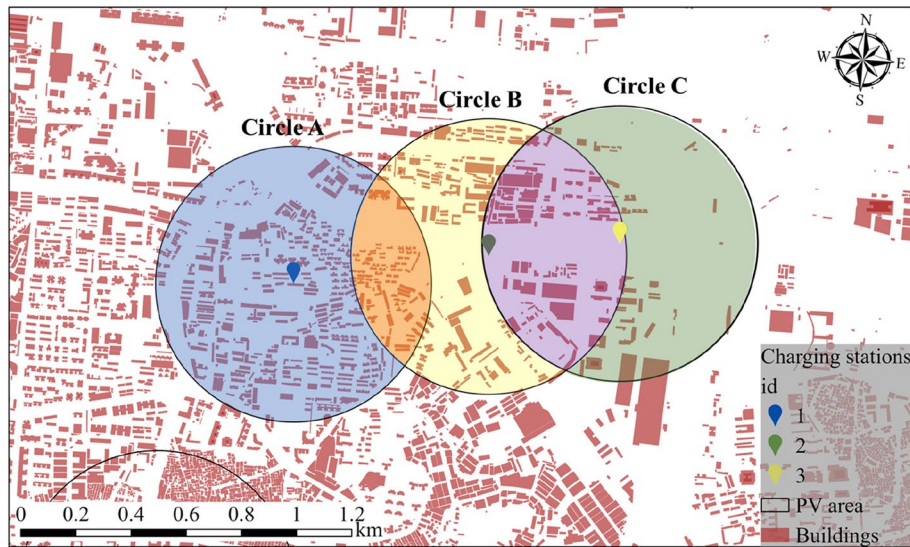 N
W E
S
Circle C
Circle B
Circle A
Charging stations
id
1
2
3
PV area
Buildings
0 0.2 0.4 0.6 0.8 1 1.2
km